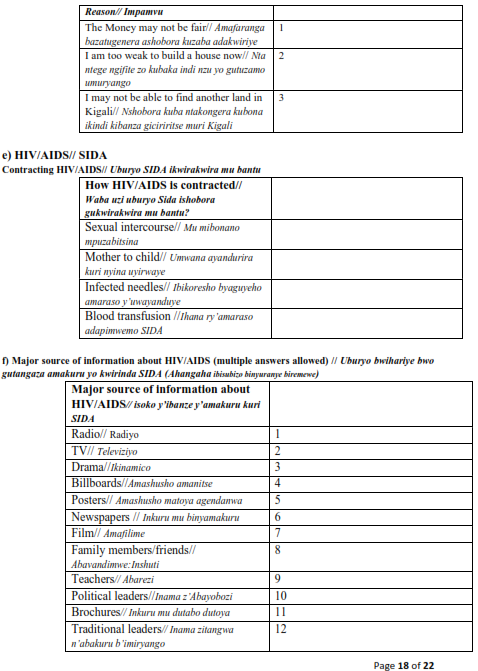 Reason// Impamvu
The Money may not be fair// Amafaranga 1
bazatugenera ashobora kuzaba adakwiriye
I am too weak to build a house now// Nta 2
ntege ngifite zo kubaka indi nzu yo gutuzamo
umuryango
I may not be able to find another land in 3
Kigali// Nshobora kuba ntakongera kubona
ikindi kibanza giciriritse muri Kigali
e) HIV/AIDS// SIDA
Contracting HIV/AIDS// Uburyo SIDA ikwirakwira mu bantu
How HIV/AIDS is contracted//
Waba uzi uburyo Sida ishobora
gukwirakwira mu bantu?
Sexual intercourse// Mu mibonano
mpuzabitsina
Mother to child// Umwana ayandurira
kuri nyina uyirwaye
Infected needles// Ibikoresho byaguyeho
amaraso y'uwayanduye
Blood transfusion //Ihana ry'amaraso
adapimwemo SIDA
f) Major source of information about HIV/AIDS (multiple answers allowed) // Uburyo bwihariye bwo
gutangaza amakuru yo kwirinda SIDA (Ahangaha ibisubizo binyuranye biremewe)
Major source of information about
HIV/AIDS// isoko y'ibanze y'amakuru kuri
SIDA
Radio// Radiyo 1
TV// Televiziyo 2
Drama//Ikinamico 3
Billboards//Amashusho amanitse 4
Posters// Amashusho matoya agendanwa 5
Newspapers // Inkuru mu binyamakuru 6
Film// Amafilime 7
Family members/friends// 8
Abavandimwe:Inshuti
Teachers// Abarezi 9
Political leaders//Inama z'Abayobozi 10
Brochures// Inkuru mu dutabo dutoya 11
Traditional leaders// Inama zitangwa 12
n'abakuru b'imiryango
Page 18 of 22